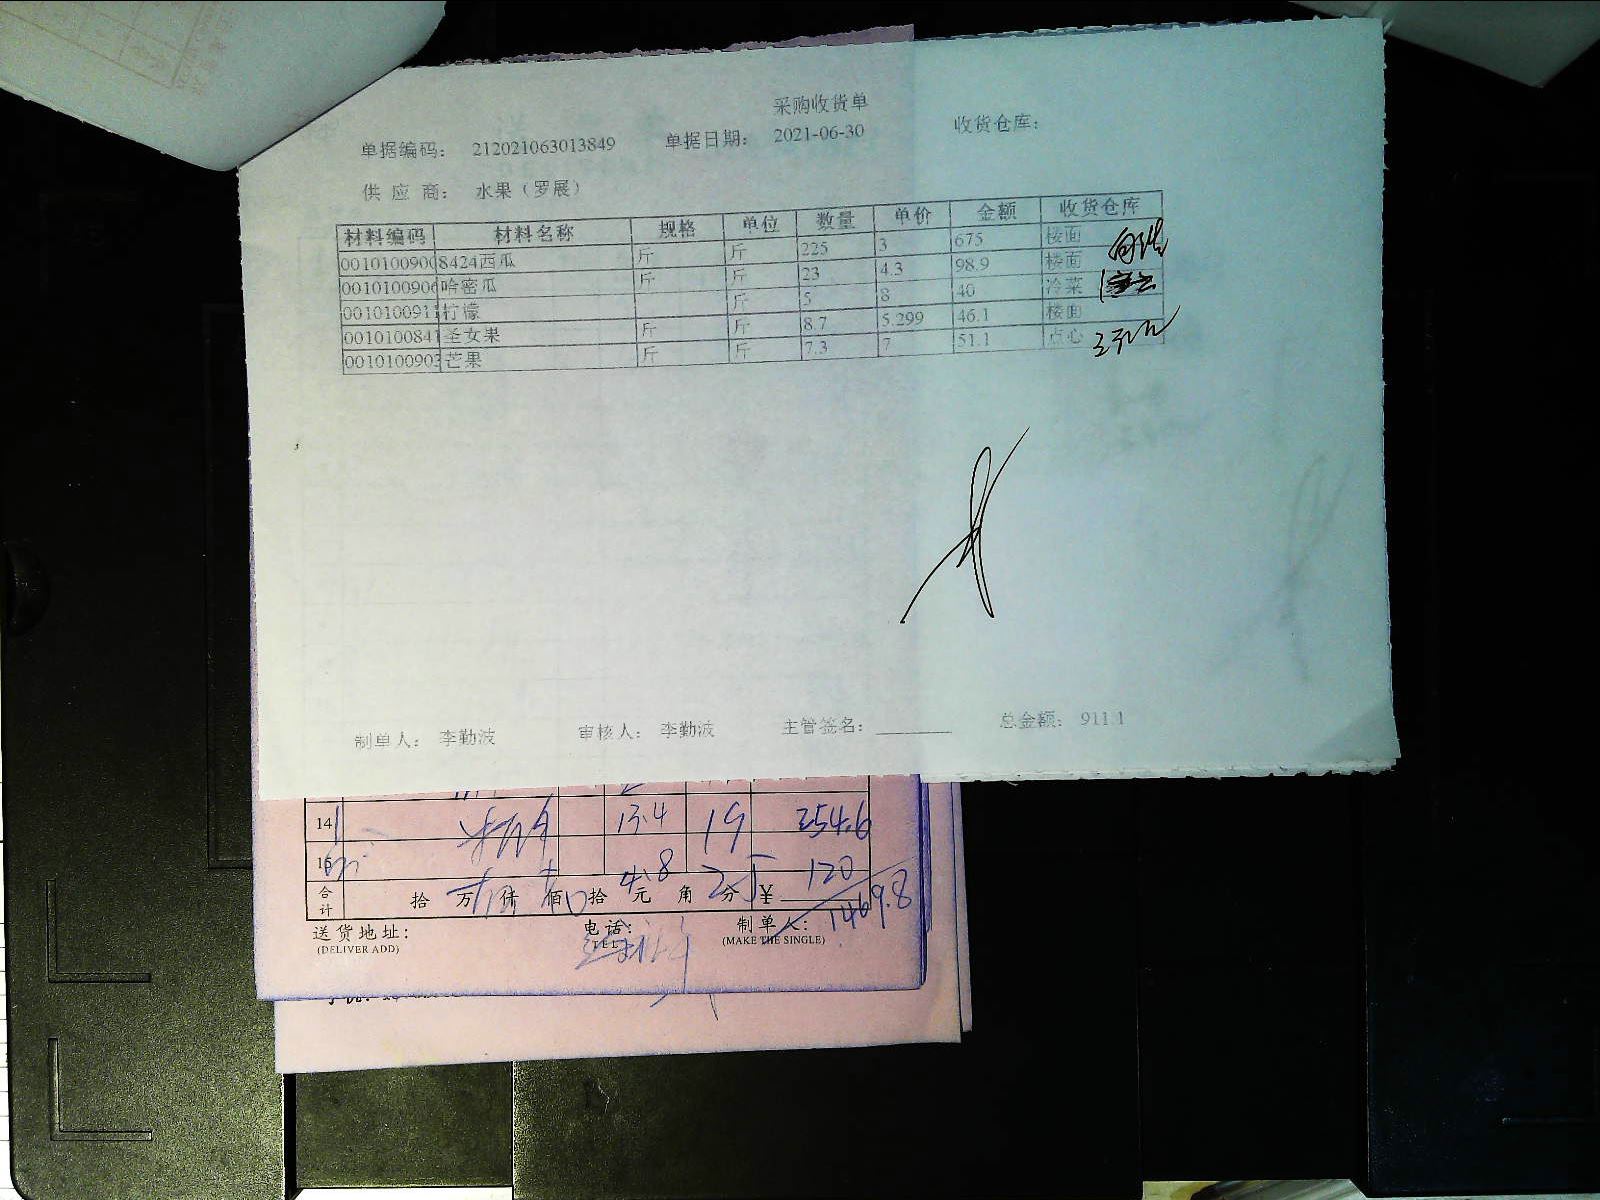 采购收货单
单据编码： 212021063013849 单据日期： 2021-06-30 收货仓库：
供 应 商： 水果（罗展）
材料编码 材料名称 规格 单位 数量 单价 金额 收货仓库
0010100900 8424西瓜 斤 斤 225 3 675 楼面
0010100906 哈密瓜 斤 斤 23 4.3 98.9 楼面
001010091 柠檬 斤 5 8 40 冷菜
001010084 圣女果 斤 斤 8.7 5.299 46.1 楼面
001010090 芒果 斤 斤 7.3 7 51.1 点心
制单人： 李勤波 审核人： 李勤波 主管签名： 总金额： 911.1
14 13.4 19 254.6
15 4.8 25 120
合计 拾 万 仟 佰 拾 元 角 分 ¥ 1469.8
送货地址： 电话： 制单人：
(DELIVER ADD) (TEL) (MAKE THE SINGLE)